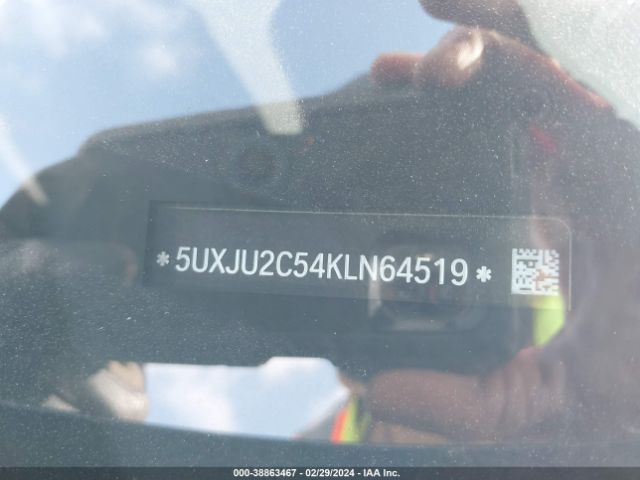 *5UXJU2C54KLN64519*
000-38863467 - 02/29/2024 - IAA Inc.